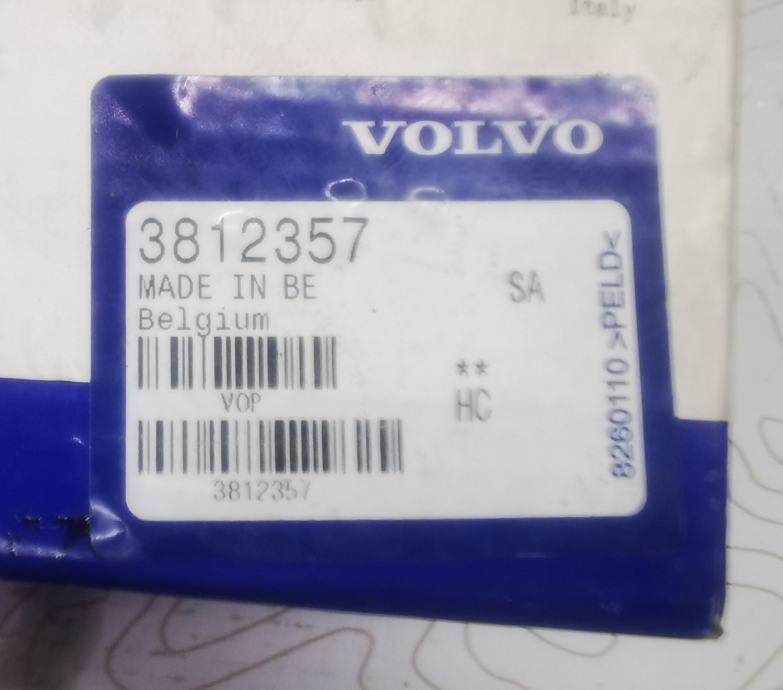 Italy
VOLVO
3812357
MADE IN BE
SA
Belgium
**
VOP
HC
3812357
8260110 >PELD<